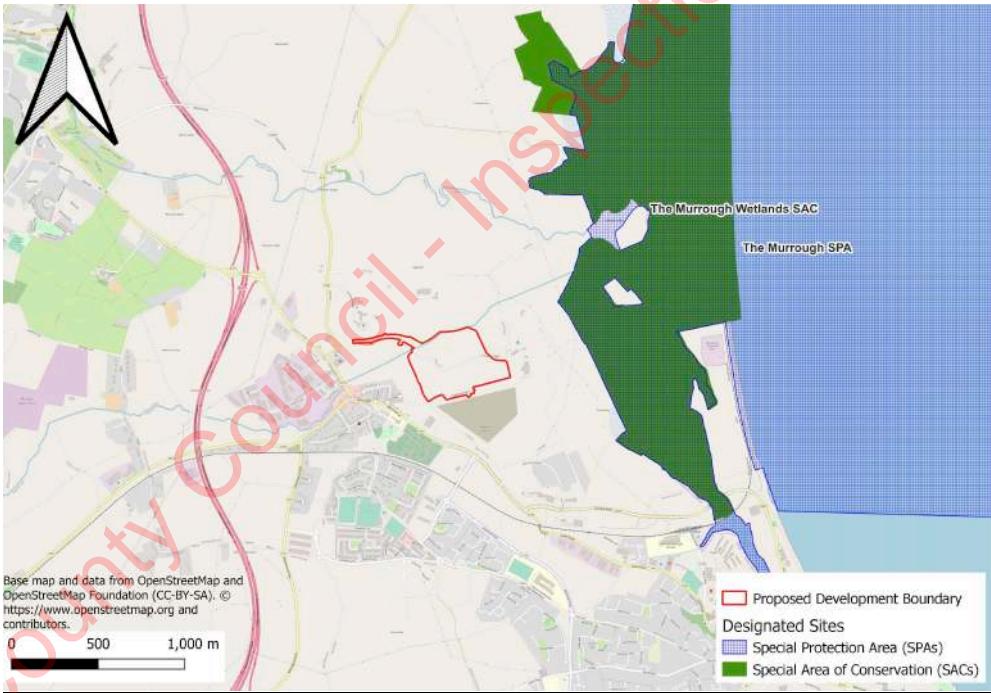 County Council - Inspectio
The Murrough Wetlands SAC
The Murrough SPA
Base map and data from OpenStreetMap and
OpenStreetMap Foundation (CC-BY-SA). ©
https://www.openstreetmap.org and
contributors.
0 500 1,000 m
Proposed Development Boundary
Designated Sites
Special Protection Area (SPAs)
Special Area of Conservation (SACs)